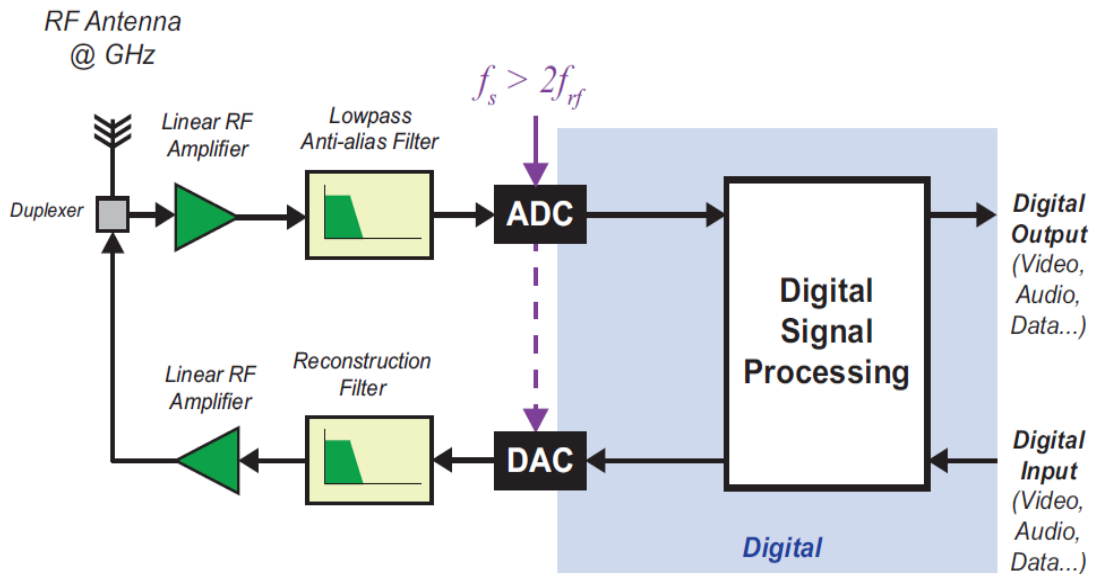 RF Antenna
@ GHz
fs > 2frf
Linear RF
Amplifier
Lowpass
Anti-alias Filter
Duplexer
ADC
Digital
Output
(Video,
Audio,
Data...)
Digital
Signal
Processing
Linear RF
Amplifier
Reconstruction
Filter
DAC
Digital
Input
(Video,
Audio,
Data...)
Digital